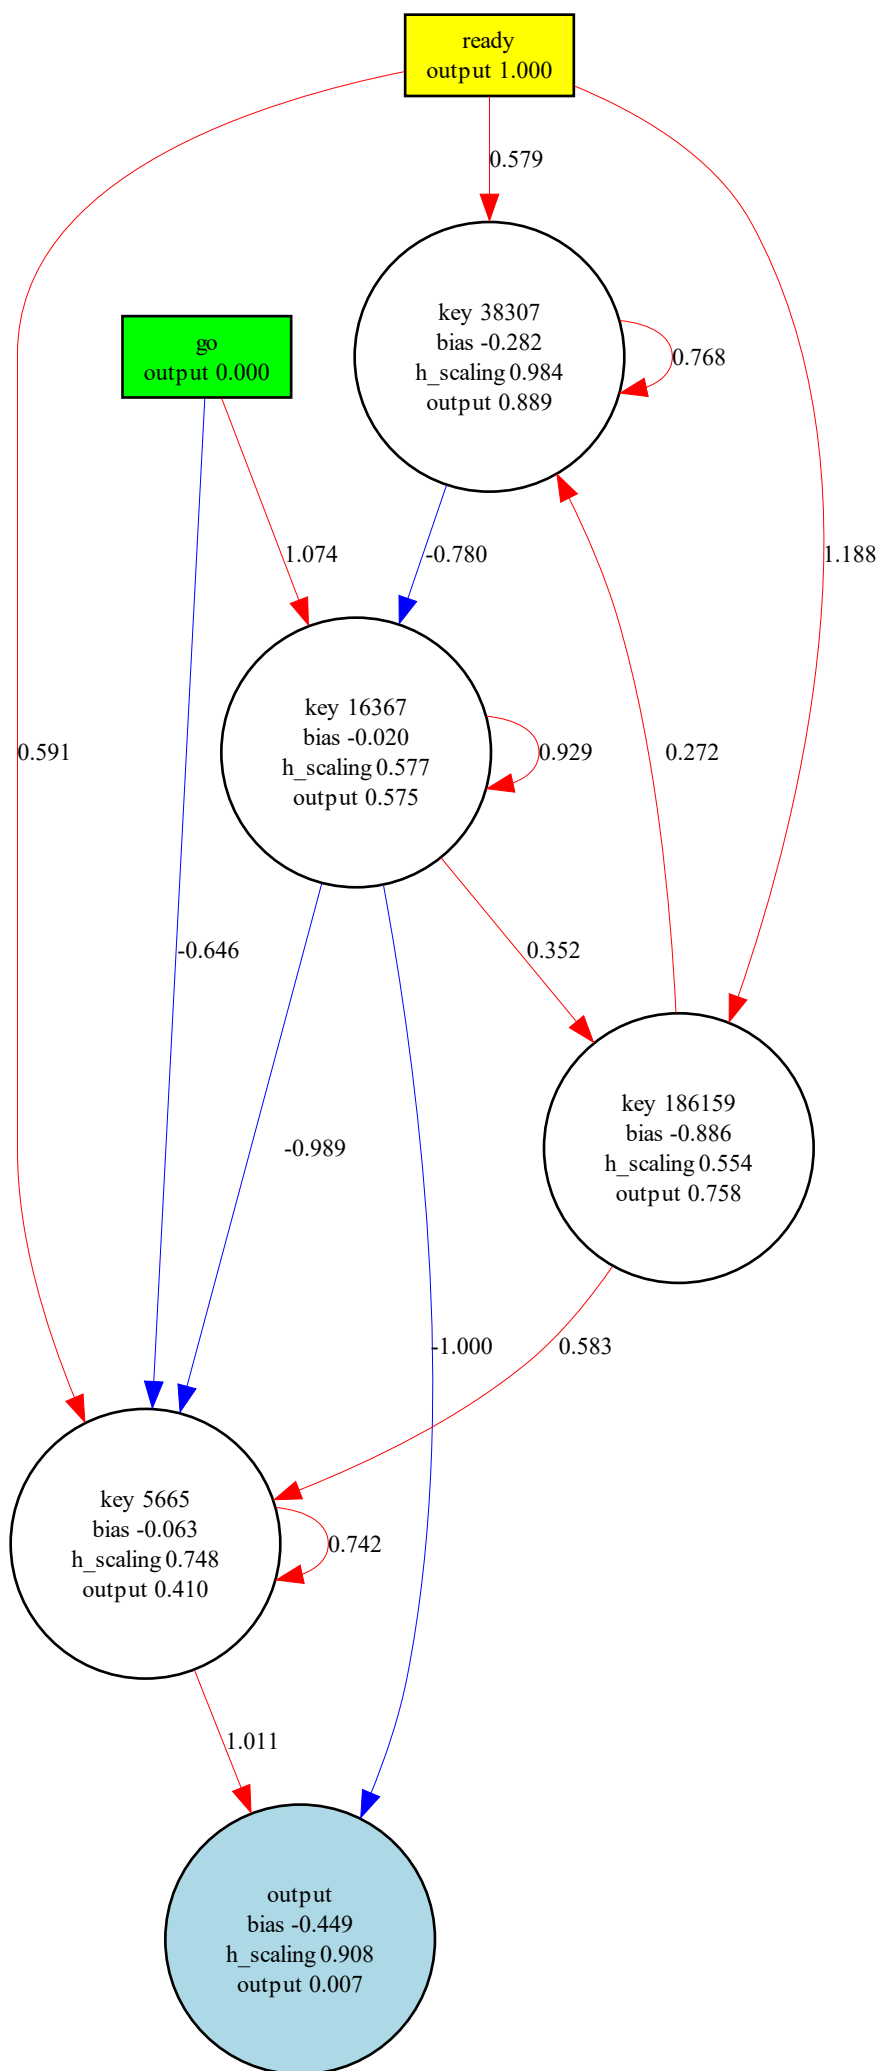 ready
output 1.000
0.579
go
output 0.000
key 38307
bias -0.282
h_scaling 0.984
output 0.889
0.768
1.074
-0.780
1.188
key 16367
bias -0.020
h_scaling 0.577
output 0.575
0.591
0.929
0.272
-0.646
0.352
key 186159
bias -0.886
h_scaling 0.554
output 0.758
-0.989
-1.000
0.583
key 5665
bias -0.063
h_scaling 0.748
output 0.410
0.742
1.011
output
bias -0.449
h_scaling 0.908
output 0.007